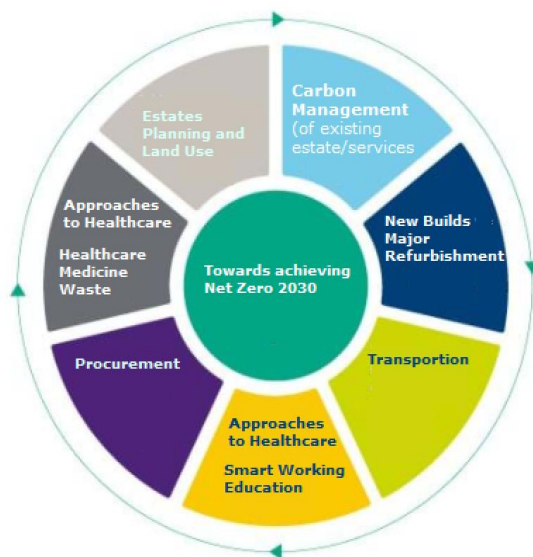 Carbon
Management
(of existing
estate/services
New Builds
Major
Refurbishment
Transportion
Approaches
to Healthcare
Smart Working
Education
Procurement
Approaches
to Healthcare
Healthcare
Medicine
Waste
Estates
Planning and
Land Use
Towards achieving
Net Zero 2030